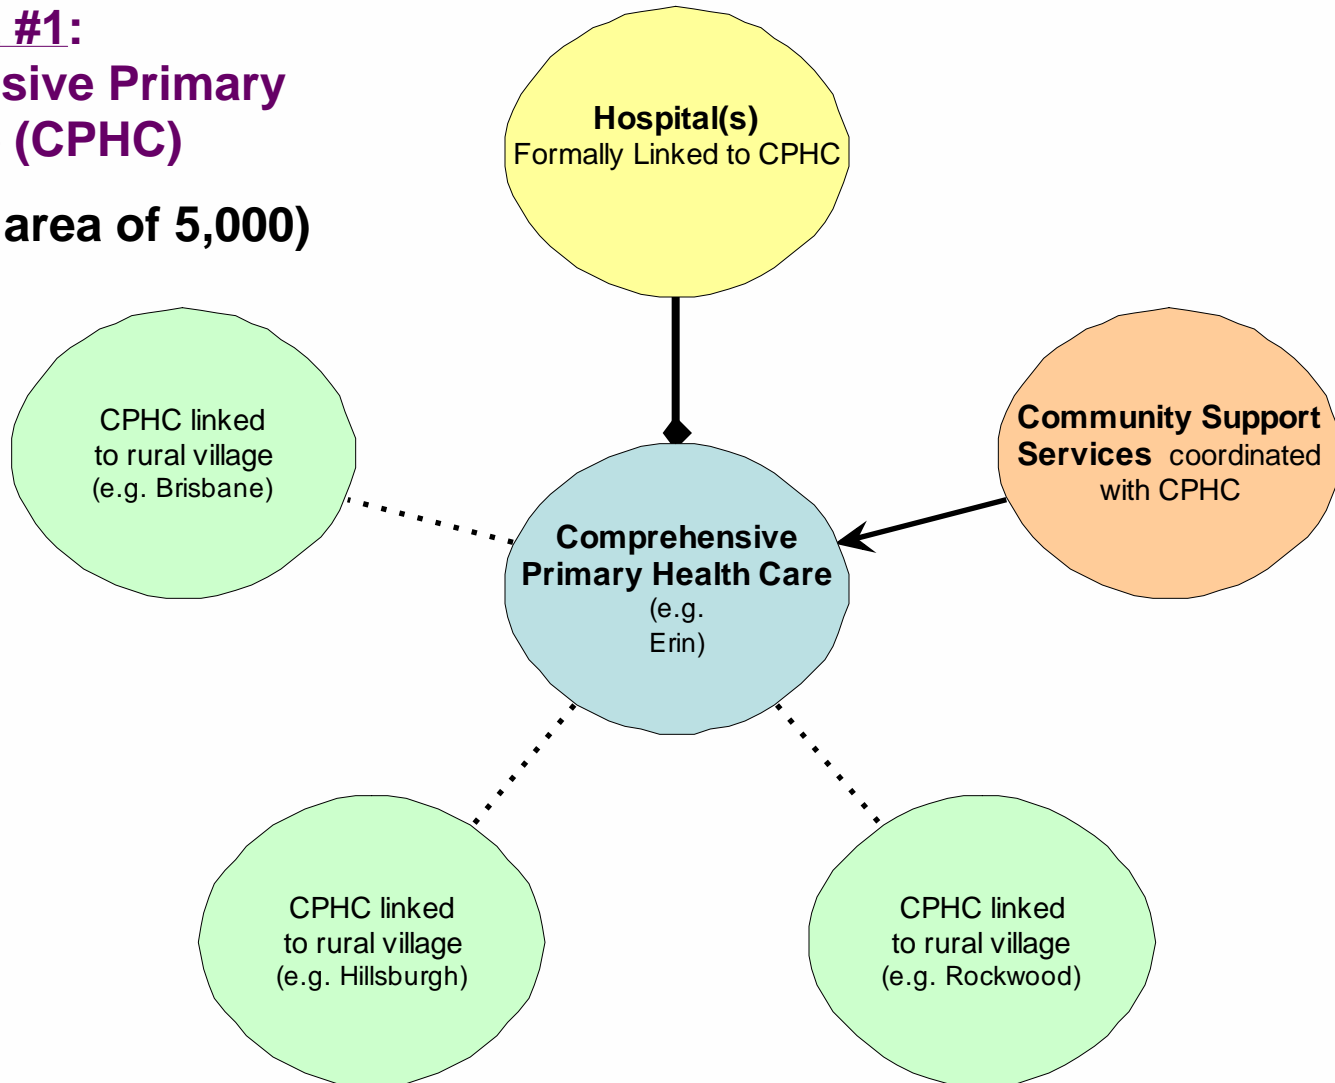 #1:
sive Primary
(CPHC)
area of 5,000)
Hospital(s)
Formally Linked to CPHC
CPHC linked
to rural village
(e.g. Brisbane)
Community Support
Services coordinated
with CPHC
Comprehensive
Primary Health Care
(e.g.
Erin)
CPHC linked
to rural village
(e.g. Hillsburgh)
CPHC linked
to rural village
(e.g. Rockwood)